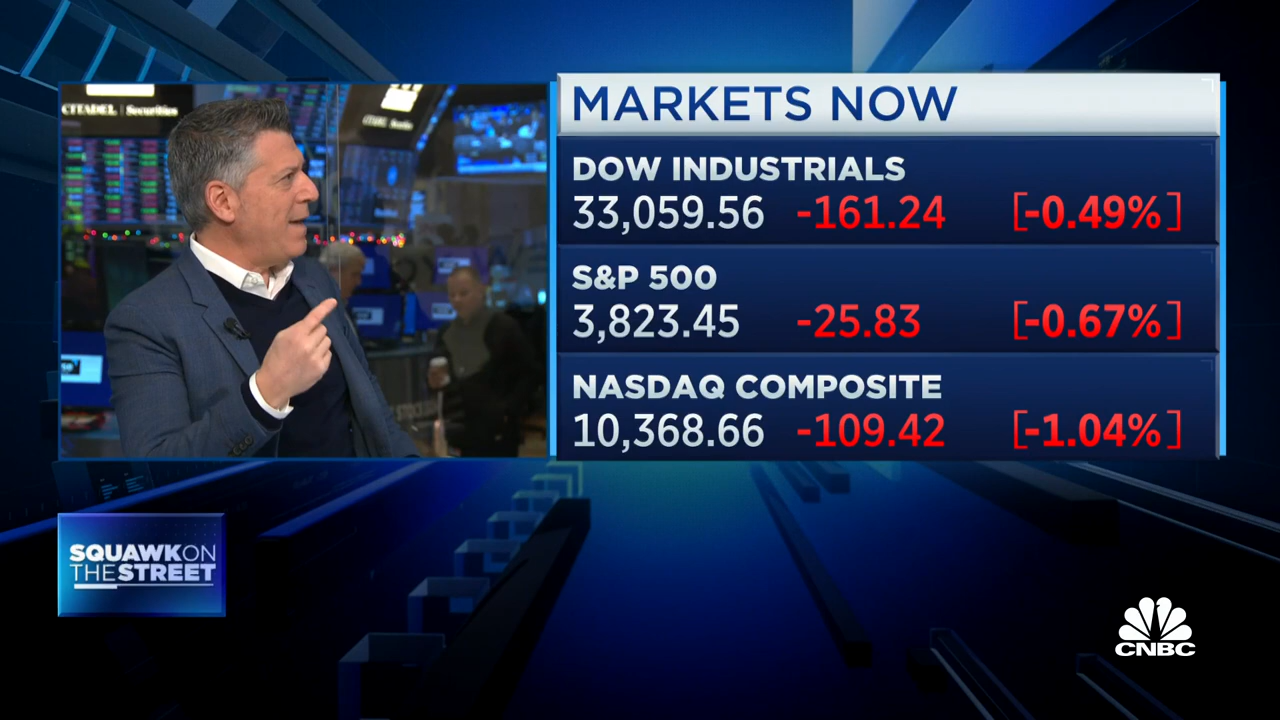 CITADEL | Securities
MARKETS NOW
DOW INDUSTRIALS
33,059.56 -161.24 [-0.49%]
S&P 500
3,823.45 -25.83 [-0.67%]
NASDAQ COMPOSITE
10,368.66 -109.42 [-1.04%]
SQUAWK ON
THE STREET
CNBC